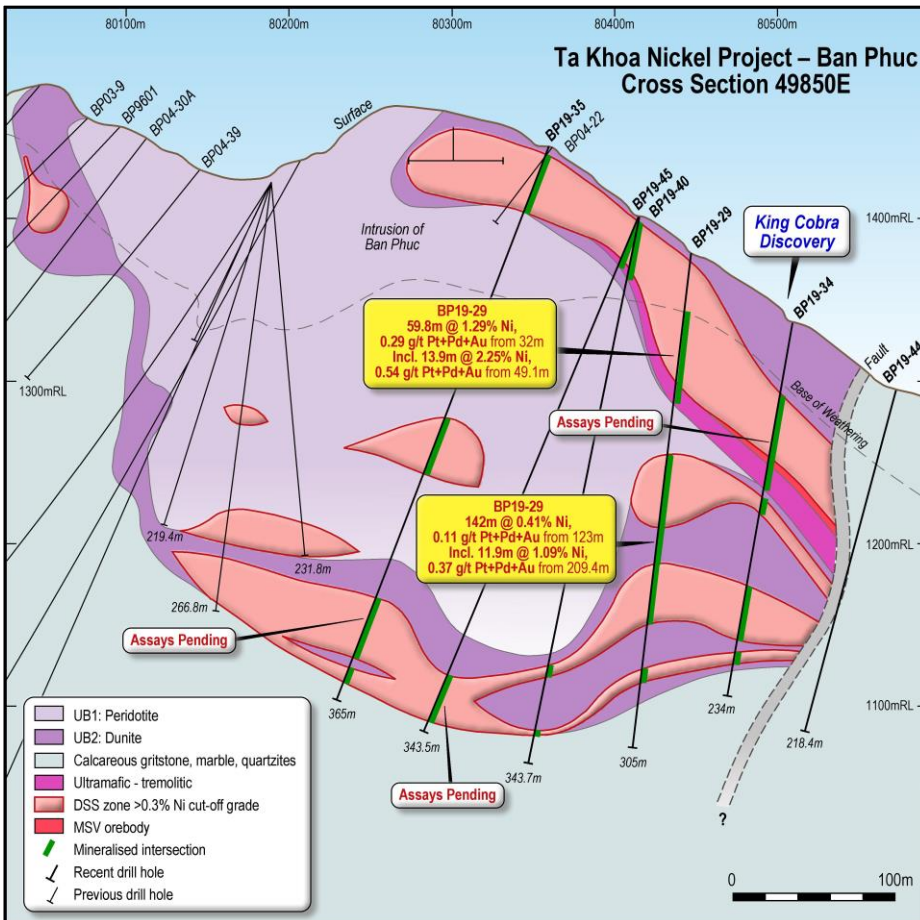 80100m
80200m
80300m
80400m
80500m
Ta Khoa Nickel Project – Ban Phuc
Cross Section 49850E
BP03-9
BP9601
BP04-30A
BP04-39
Surface
BP19-35
BP04-22
BP19-45
BP19-40
BP19-29
King Cobra
Discovery
BP19-34
Fault
BP19-44
1400mRL
Intrusion of
Ban Phuc
BP19-29
59.8m @ 1.29% Ni,
0.29 g/t Pt+Pd+Au from 32m
Incl. 13.9m @ 2.25% Ni,
0.54 g/t Pt+Pd+Au from 49.1m
1300mRL
Base of Weathering
Assays Pending
BP19-29
142m @ 0.41% Ni,
0.11 g/t Pt+Pd+Au from 123m
Incl. 11.9m @ 1.09% Ni,
0.37 g/t Pt+Pd+Au from 209.4m
1200mRL
219.4m
231.8m
266.8m
Assays Pending
365m
343.5m
343.7m
305m
234m
218.4m
1100mRL
Assays Pending
?
UB1: Peridotite
UB2: Dunite
Calcareous gritstone, marble, quartzites
Ultramafic - tremolitic
DSS zone >0.3% Ni cut-off grade
MSV orebody
Mineralised intersection
Recent drill hole
Previous drill hole
0
100m